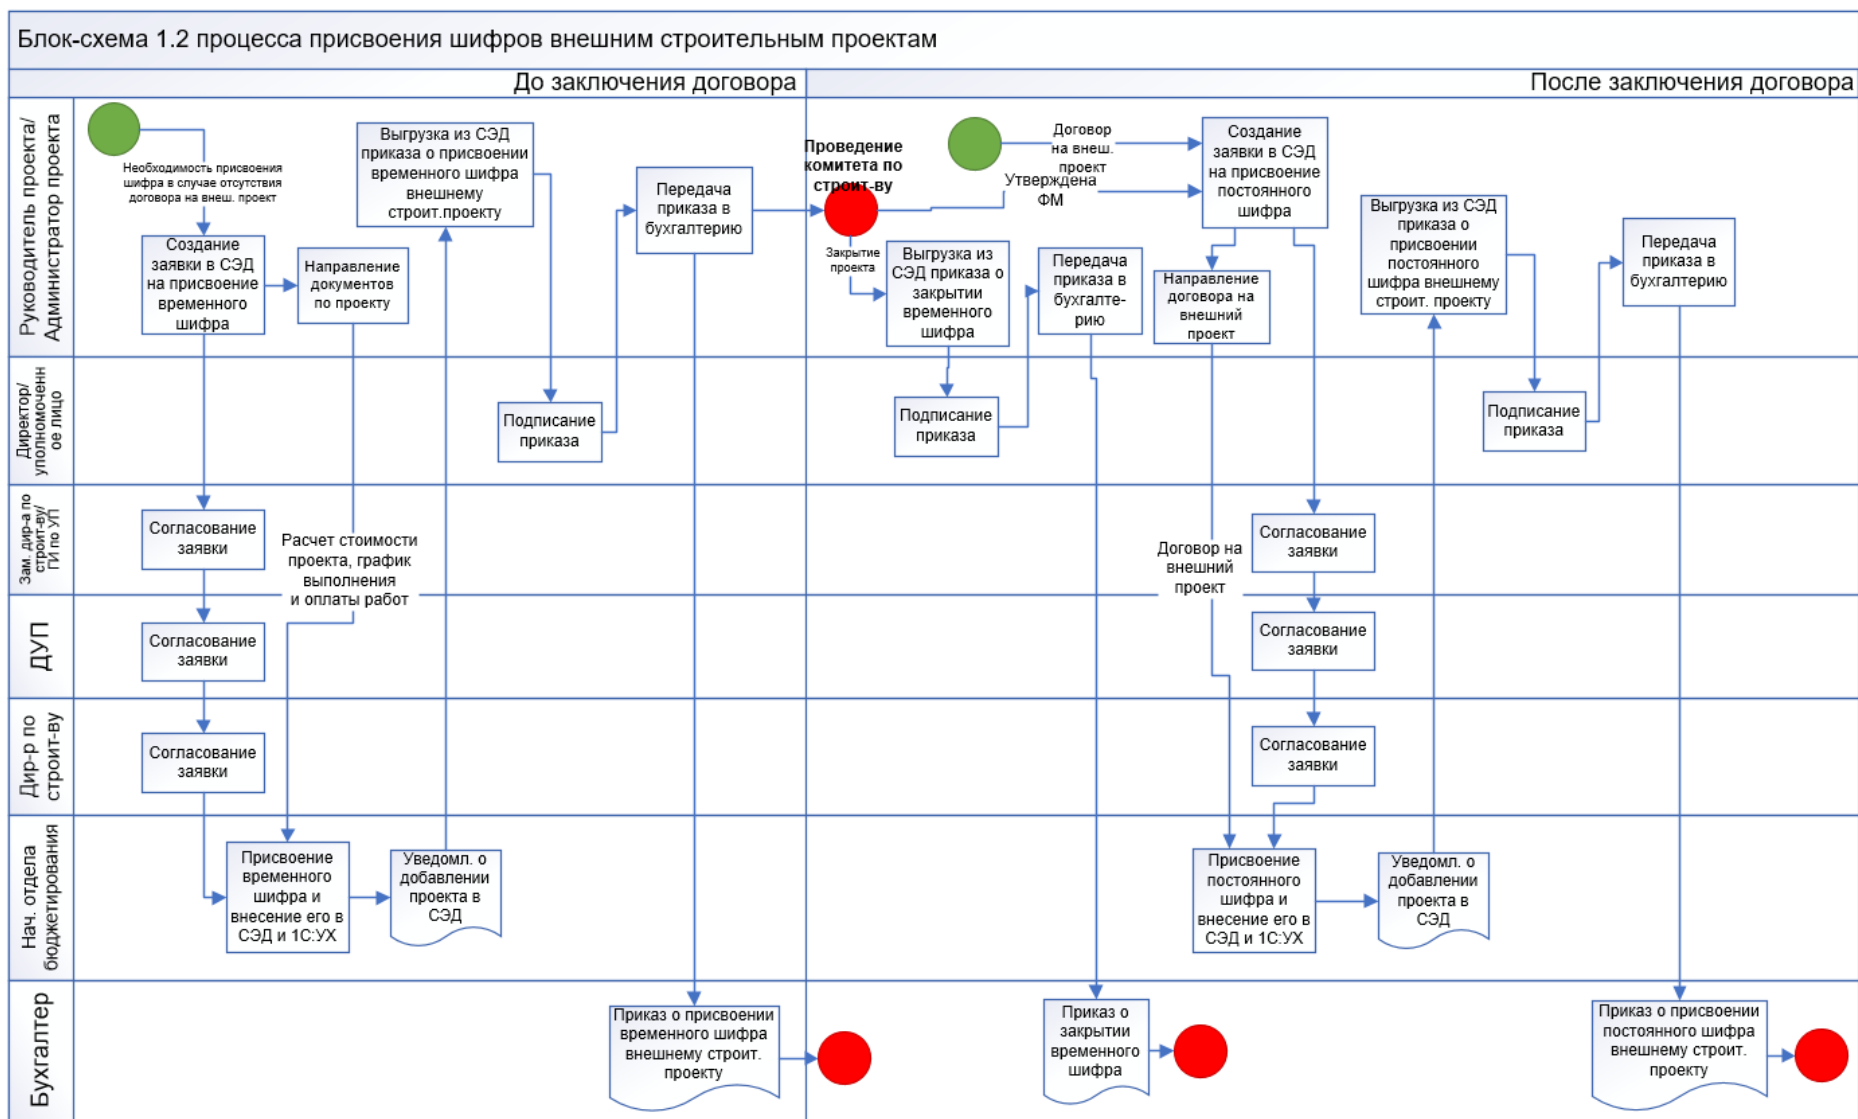 Блок-схема 1.2 процесса присвоения шифров внешним строительным проектам
До заключения договора
После заключения договора
Руководитель проекта/
Администратор проекта
Необходимость присвоения
шифра в случае отсутствия
договора на внеш. проект
Создание
заявки в СЭД
на присвоение
временного
шифра
Направление
документов
по проекту
Выгрузка из СЭД
приказа о присвоении
временного шифра
внешнему
строит.проекту
Передача
приказа в
бухгалтерию
Проведение
комитета по
строит-ву
Закрытие
проекта
Выгрузка из
СЭД приказа о
закрытии
временного
шифра
Передача
приказа в
бухгалте-
рию
Договор
на внеш.
проект
Утверждена
ФМ
Создание
заявки в СЭД
на присвоение
постоянного
шифра
Направление
договора на
внешний
проект
Выгрузка из СЭД
приказа о
присвоении
постоянного
шифра внешнему
строит. проекту
Передача
приказа в
бухгалтерию
Директор/
уполномоченн
ое лицо
Подписание
приказа
Подписание
приказа
Подписание
приказа
Зам. дир-а по
строит-ву/
ГИ по УП
Согласование
заявки
Расчет стоимости
проекта, график
выполнения
и оплаты работ
Договор на
внешний
проект
Согласование
заявки
ДУП
Согласование
заявки
Согласование
заявки
Дир-р по
строит-ву
Согласование
заявки
Согласование
заявки
Нач. отдела
бюджетирования
Присвоение
временного
шифра и
внесение его в
СЭД и 1С:УХ
Уведомл. о
добавлении
проекта в
СЭД
Присвоение
постоянного
шифра и
внесение его в
СЭД и 1С:УХ
Уведомл. о
добавлении
проекта в
СЭД
Бухгалтер
Приказ о присвоении
временного шифра
внешнему строит.
проекту
Приказ о
закрытии
временного
шифра
Приказ о присвоении
постоянного шифра
внешнему строит.
проекту